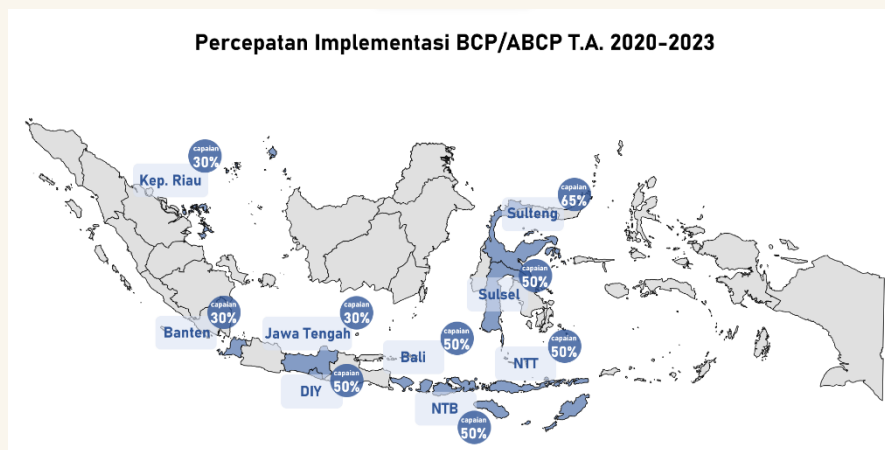 Percepatan Implementasi BCP/ABCP T.A. 2020-2023
capaian
30%
Kep. Riau
capaian
65%
Sulteng
capaian
50%
Sulsel
capaian
30%
Banten
capaian
30%
Jawa Tengah
capaian
50%
Bali
capaian
50%
NTT
capaian
50%
DIY
NTB
capaian
50%